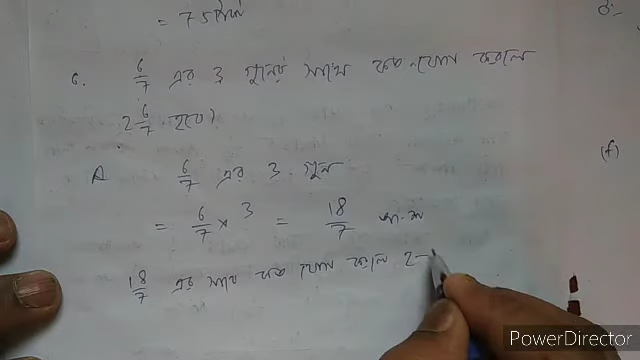 = 75 টাকা
c. 6/7 এর 3 গুনের সাথে কত যোগ করলে
2 6/7 হবে।
A 6/7 এর 3 গুন
= 6/7 × 3 = 18/7
18/7 এর সাথে কত যোগ করলে 2
(f)
PowerDirector